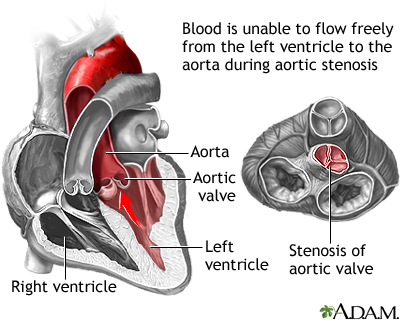 Blood is unable to flow freely
from the left ventricle to the
aorta during aortic stenosis
Aorta
Aortic
valve
Left
ventricle
Right ventricle
Stenosis of
aortic valve
ADAM.